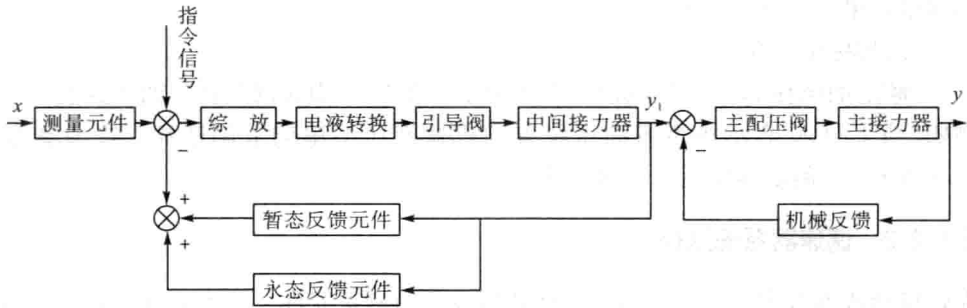 指令信号
x
测量元件
综 放
电液转换
引导阀
中间接力器
y₁
主配压阀
主接力器
y
−
−
+
暂态反馈元件
机械反馈
+
永态反馈元件